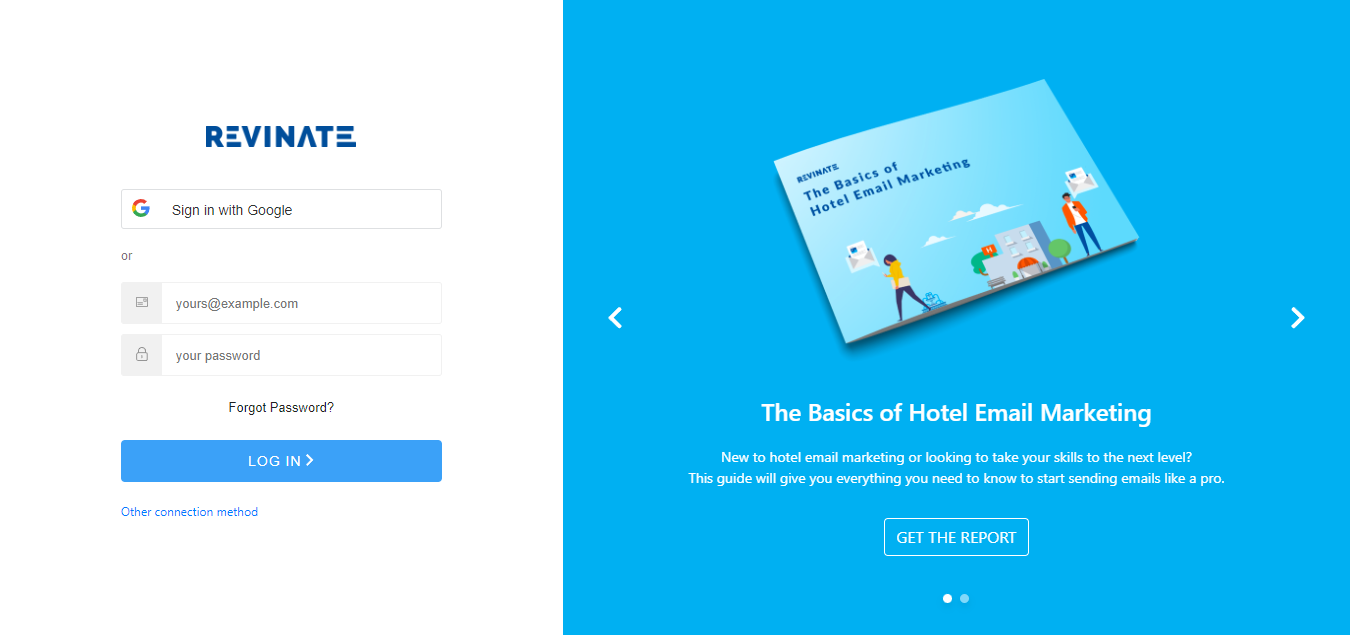 REVINATE
Sign in with Google
or
yours@example.com
your password
Forgot Password?
LOG IN
Other connection method
REVINATE
The Basics of
Hotel Email Marketing
H
The Basics of Hotel Email Marketing
New to hotel email marketing or looking to take your skills to the next level?
This guide will give you everything you need to know to start sending emails like a pro.
GET THE REPORT